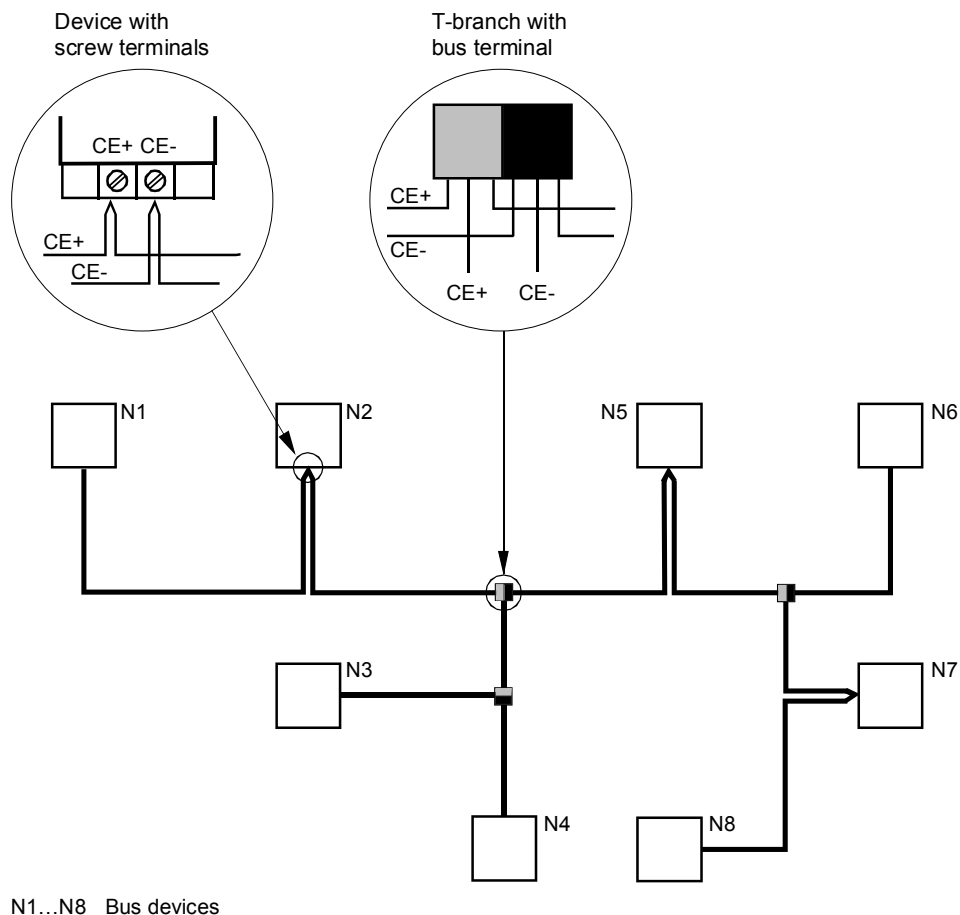 Device with
screw terminals
T-branch with
bus terminal
CE+ CE-
CE+
CE-
CE+
CE-
CE+ CE-
N1
N2
N5
N6
N3
N7
N4
N8
N1...N8 Bus devices